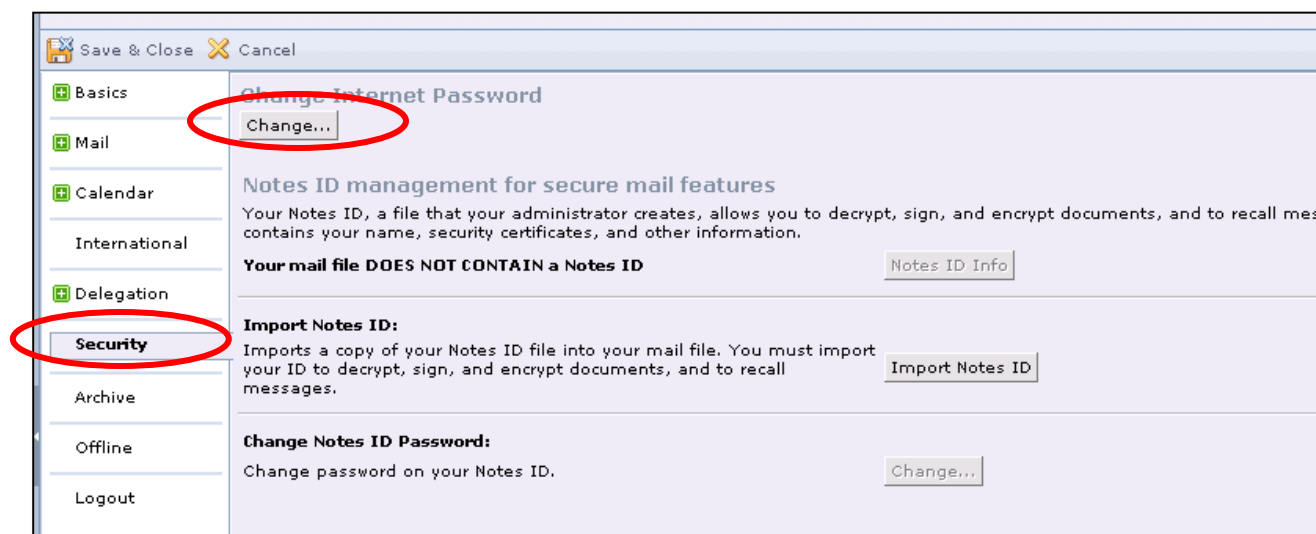 Save & Close Cancel
Basics
Mail
Calendar
International
Delegation
Security
Archive
Offline
Logout
Change Internet Password
Change...
Notes ID management for secure mail features
Your Notes ID, a file that your administrator creates, allows you to decrypt, sign, and encrypt documents, and to recall mes
contains your name, security certificates, and other information.
Your mail file DOES NOT CONTAIN a Notes ID
Notes ID Info
Import Notes ID:
Imports a copy of your Notes ID file into your mail file. You must import
your ID to decrypt, sign, and encrypt documents, and to recall
messages.
Import Notes ID
Change Notes ID Password:
Change password on your Notes ID.
Change...